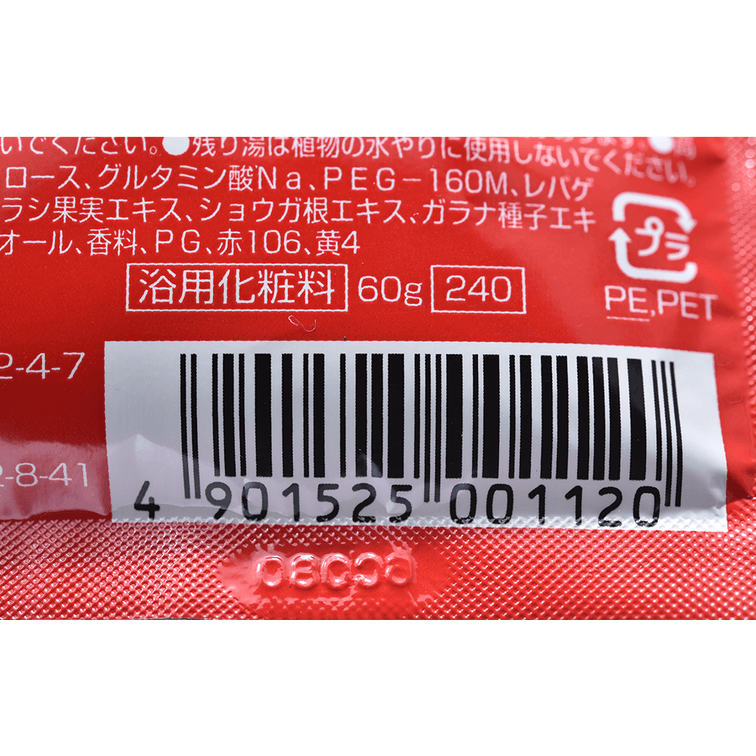 いでください。●残り湯は植物の水やりに使用しないでください。
ロース、グルタミン酸Na、PEG－160M、レバゲ
ラシ果実エキス、ショウガ根エキス、ガラナ種子エキ
オール、香料、PG、赤106、黄4
プラ
浴用化粧料 60g 240
PE,PET
2-4-7
2-8-41
4 901525 001120